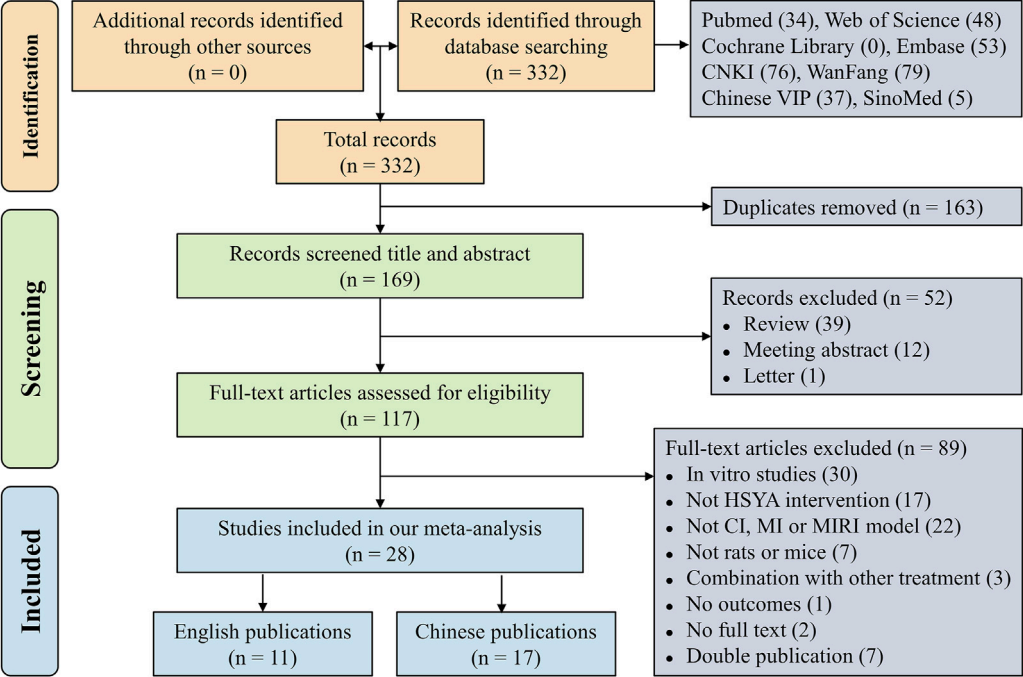 Identification
Additional records identified
through other sources
(n = 0)
Records identified through
database searching
(n = 332)
Pubmed (34), Web of Science (48)
Cochrane Library (0), Embase (53)
CNKI (76), WanFang (79)
Chinese VIP (37), SinoMed (5)
Total records
(n = 332)
Duplicates removed (n = 163)
Screening
Records screened title and abstract
(n = 169)
Records excluded (n = 52)
• Review (39)
• Meeting abstract (12)
• Letter (1)
Full-text articles assessed for eligibility
(n = 117)
Full-text articles excluded (n = 89)
• In vitro studies (30)
• Not HSYA intervention (17)
• Not CI, MI or MIRI model (22)
• Not rats or mice (7)
• Combination with other treatment (3)
• No outcomes (1)
• No full text (2)
• Double publication (7)
Included
Studies included in our meta-analysis
(n = 28)
English publications
(n = 11)
Chinese publications
(n = 17)